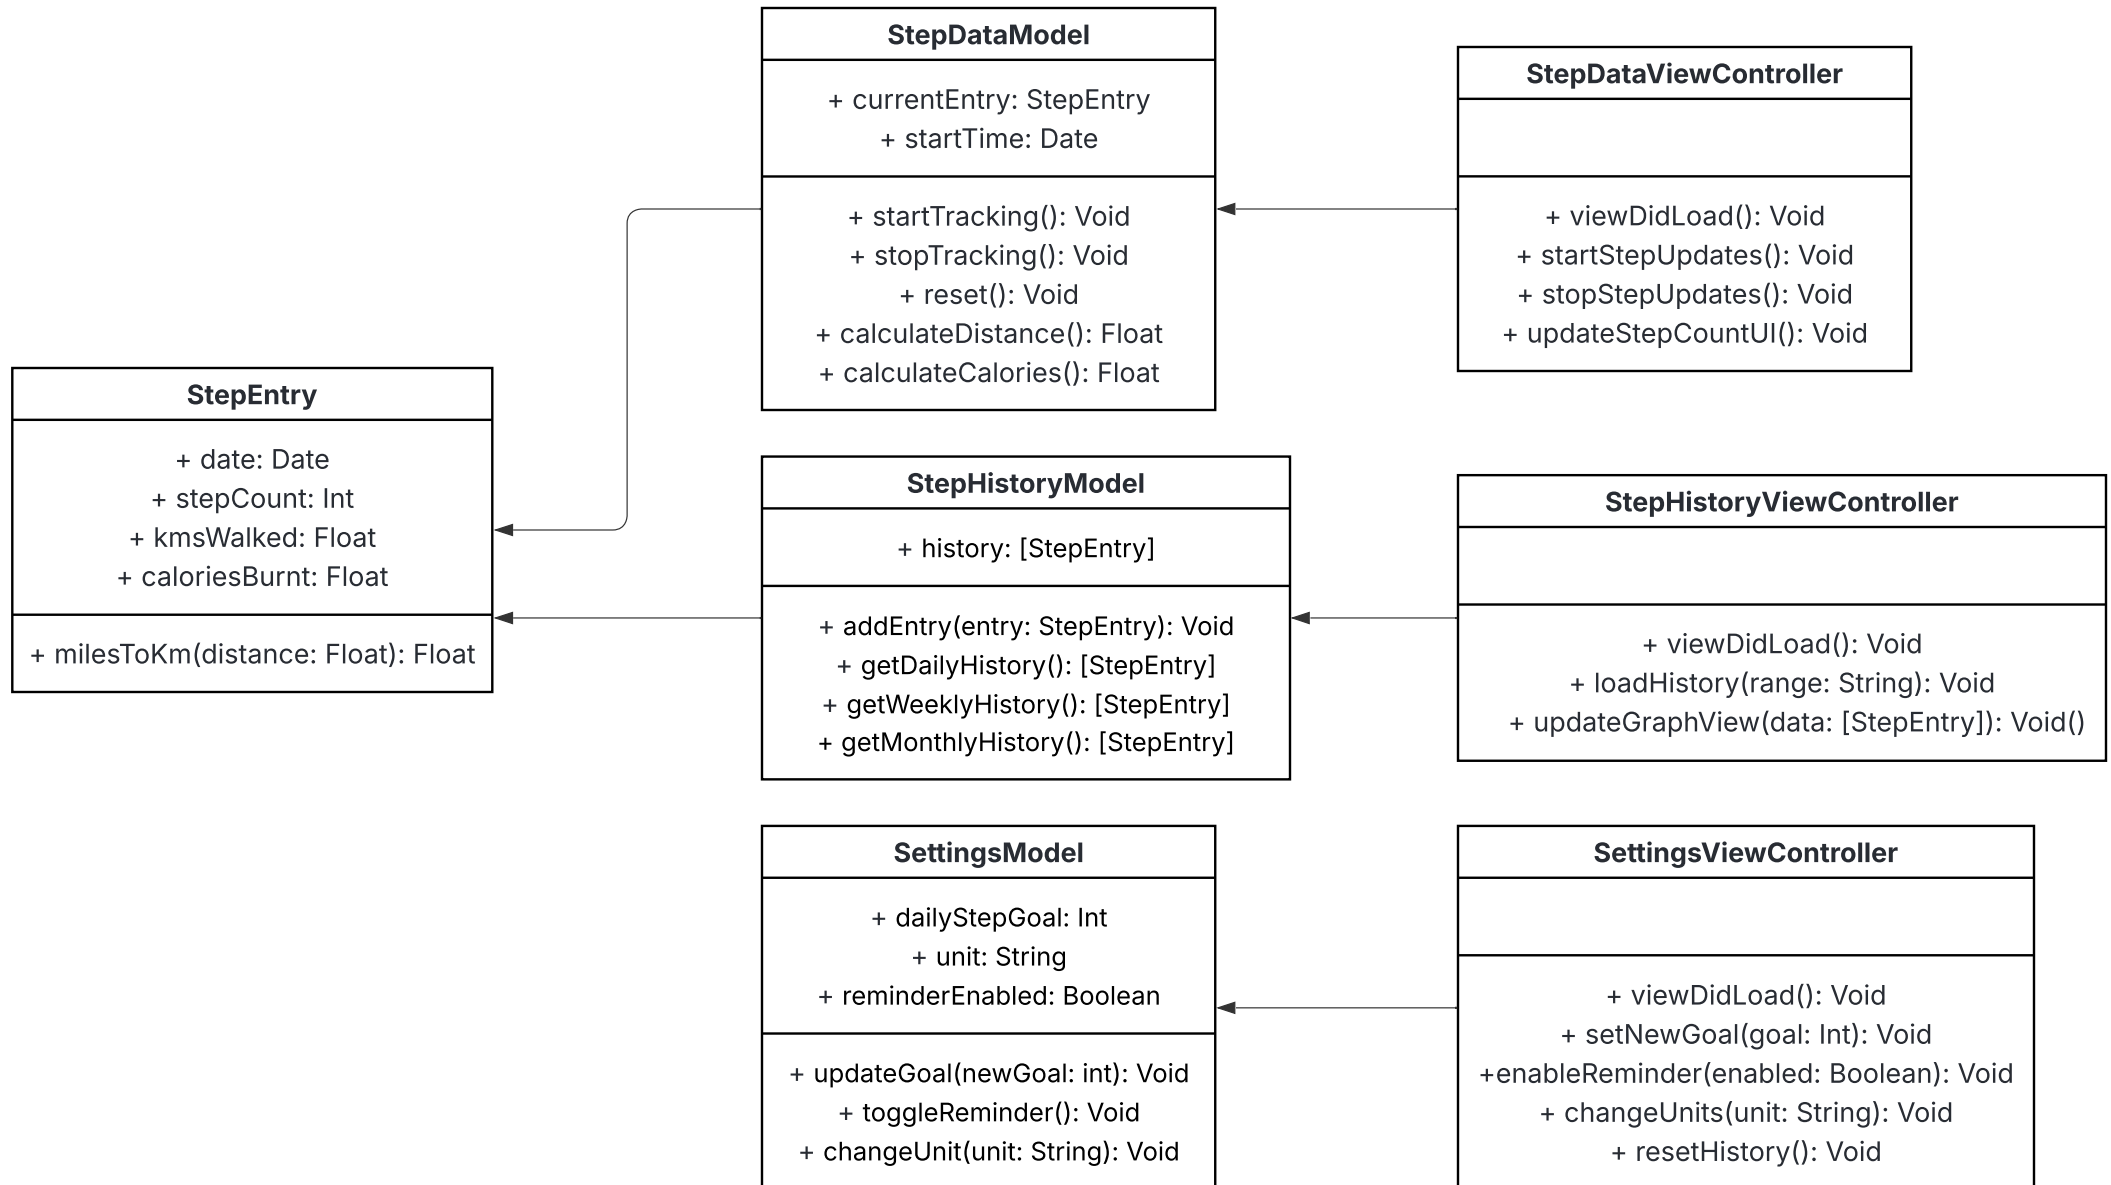 StepDataModel
+ currentEntry: StepEntry
+ startTime: Date
+ startTracking(): Void
+ stopTracking(): Void
+ reset(): Void
+ calculateDistance(): Float
+ calculateCalories(): Float
StepDataViewController
+ viewDidLoad(): Void
+ startStepUpdates(): Void
+ stopStepUpdates(): Void
+ updateStepCountUI(): Void
StepEntry
+ date: Date
+ stepCount: Int
+ kmsWalked: Float
+ caloriesBurnt: Float
+ milesToKm(distance: Float): Float
StepHistoryModel
+ history: [StepEntry]
+ addEntry(entry: StepEntry): Void
+ getDailyHistory(): [StepEntry]
+ getWeeklyHistory(): [StepEntry]
+ getMonthlyHistory(): [StepEntry]
StepHistoryViewController
+ viewDidLoad(): Void
+ loadHistory(range: String): Void
+ updateGraphView(data: [StepEntry]): Void()
SettingsModel
+ dailyStepGoal: Int
+ unit: String
+ reminderEnabled: Boolean
+ updateGoal(newGoal: int): Void
+ toggleReminder(): Void
+ changeUnit(unit: String): Void
SettingsViewController
+ viewDidLoad(): Void
+ setNewGoal(goal: Int): Void
+enableReminder(enabled: Boolean): Void
+ changeUnits(unit: String): Void
+ resetHistory(): Void